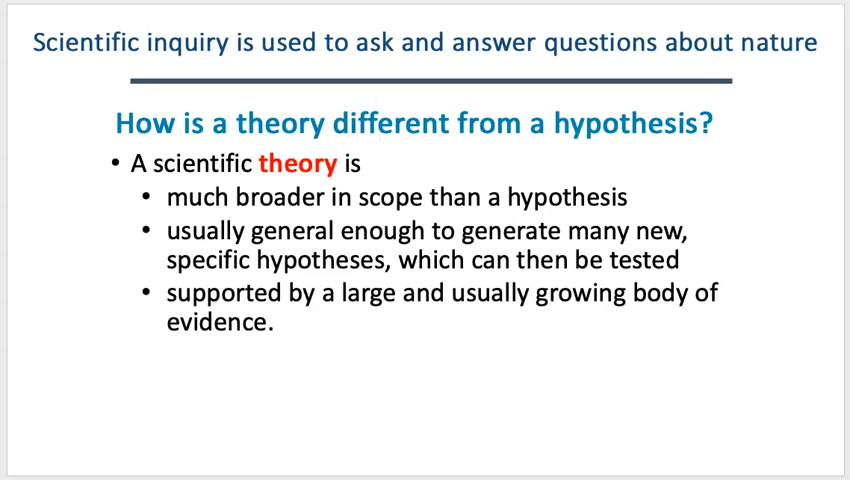 Scientific inquiry is used to ask and answer questions about nature
How is a theory different from a hypothesis?
• A scientific theory is
• much broader in scope than a hypothesis
• usually general enough to generate many new,
specific hypotheses, which can then be tested
• supported by a large and usually growing body of
evidence.